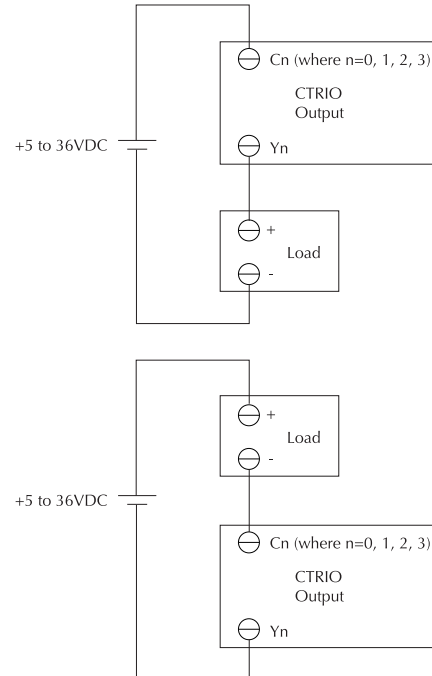 Cn (where n=0, 1, 2, 3)
CTRIO
Output
+5 to 36VDC
Yn
+
Load
-
+
Load
-
+5 to 36VDC
Cn (where n=0, 1, 2, 3)
CTRIO
Output
Yn